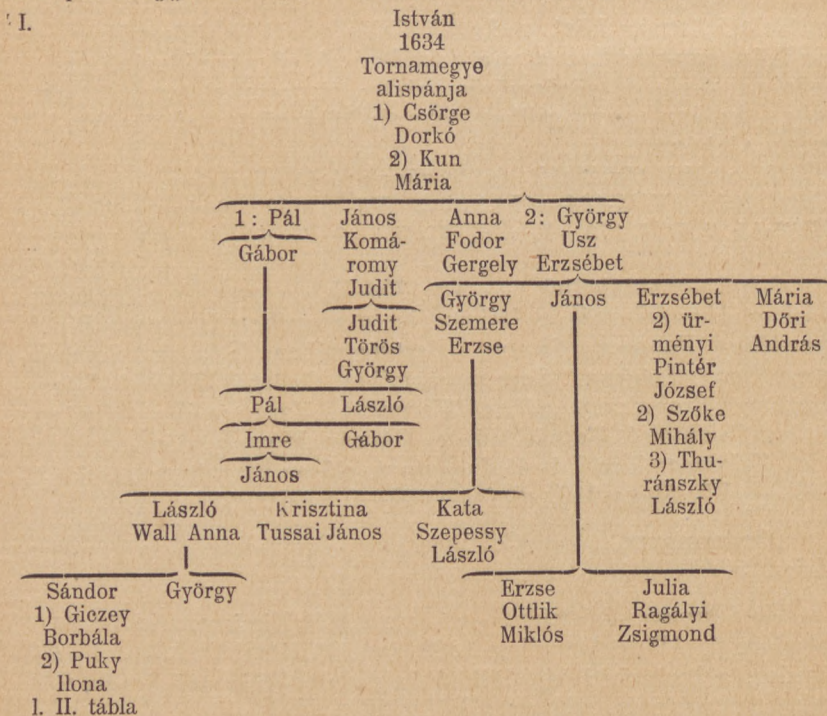 I.
István
1634
Tornamegye
alispánja
1) Csörge
Dorkó
2) Kun
Mária
1: Pál János Anna 2: György
Gábor Komá- Fodor Usz
romy Gergely Erzsébet
Judit György János Erzsébet Mária
Judit Szemere 2) ür- Dőri
Törös Erzse ményi András
György Pintér
József
Pál László 2) Szőke
Imre Gábor Mihály
János 3) Thu-
ránszky
László Krisztina Kata László
Wall Anna Tussai János Szepessy
László
Sándor György Erzse Julia
1) Giczey Ottlik Ragályi
Borbála Miklós Zsigmond
2) Puky
Ilona
l. II. tábla